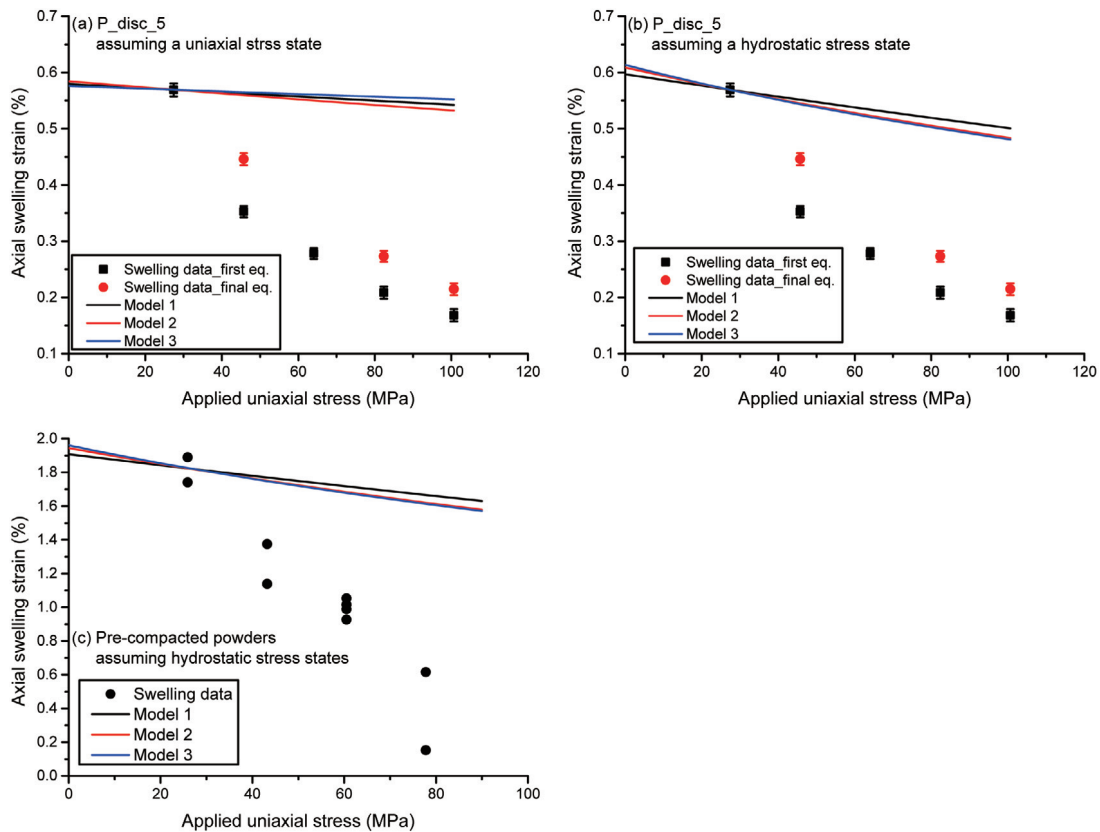 (a) P_disc_5
assuming a uniaxial strss state
Axial swelling strain (%)
0.7
0.6
0.5
0.4
0.3
0.2
0.1
Swelling data_first eq.
Swelling data_final eq.
Model 1
Model 2
Model 3
0 20 40 60 80 100 120
Applied uniaxial stress (MPa)
(b) P_disc_5
assuming a hydrostatic stress state
Axial swelling strain (%)
0.7
0.6
0.5
0.4
0.3
0.2
0.1
Swelling data_first eq.
Swelling data_final eq.
Model 1
Model 2
Model 3
0 20 40 60 80 100 120
Applied uniaxial stress (MPa)
Axial swelling strain (%)
2.0
1.8
1.6
1.4
1.2
1.0
0.8
0.6
0.4
0.2
0.0
(c) Pre-compacted powders
assuming hydrostatic stress states
Swelling data
Model 1
Model 2
Model 3
0 20 40 60 80 100
Applied uniaxial stress (MPa)